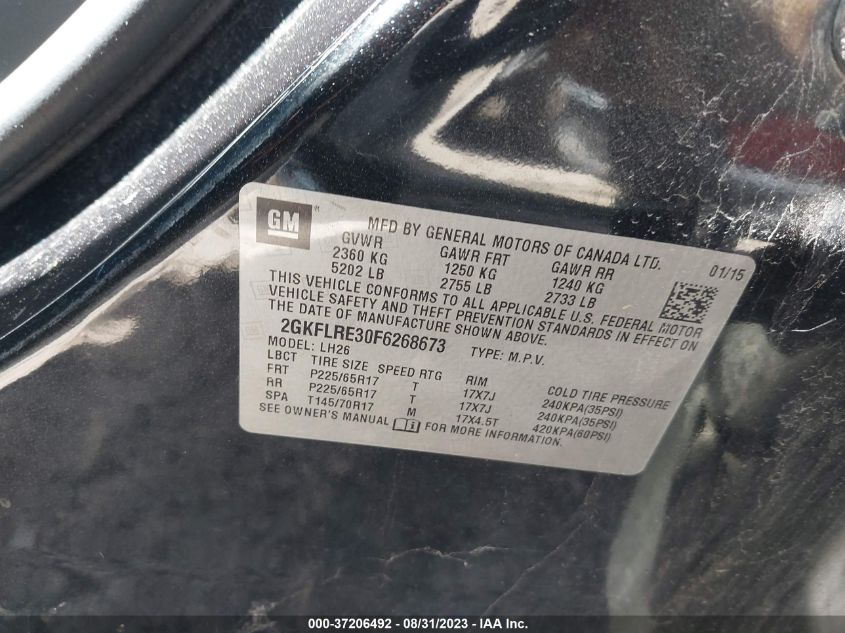 GM
MFD BY GENERAL MOTORS OF CANADA LTD.
01/15
GVWR GAWR FRT GAWR RR
2360 KG 1250 KG 1240 KG
5202 LB 2755 LB 2733 LB
THIS VEHICLE CONFORMS TO ALL APPLICABLE U.S. FEDERAL MOTOR
VEHICLE SAFETY AND THEFT PREVENTION STANDARDS IN EFFECT ON
THE DATE OF MANUFACTURE SHOWN ABOVE.
2GKFLRE30F6268673 TYPE: M.P.V.
MODEL: LH26
LBCT TIRE SIZE SPEED RTG RIM COLD TIRE PRESSURE
FRT P225/65R17 T 17X7J 240KPA(35PSI)
RR P225/65R17 T 17X7J 240KPA(35PSI)
SPA T145/70R17 M 17X4.5T 420KPA(60PSI)
SEE OWNER'S MANUAL FOR MORE INFORMATION.
000-37206492 - 08/31/2023 - IAA Inc.